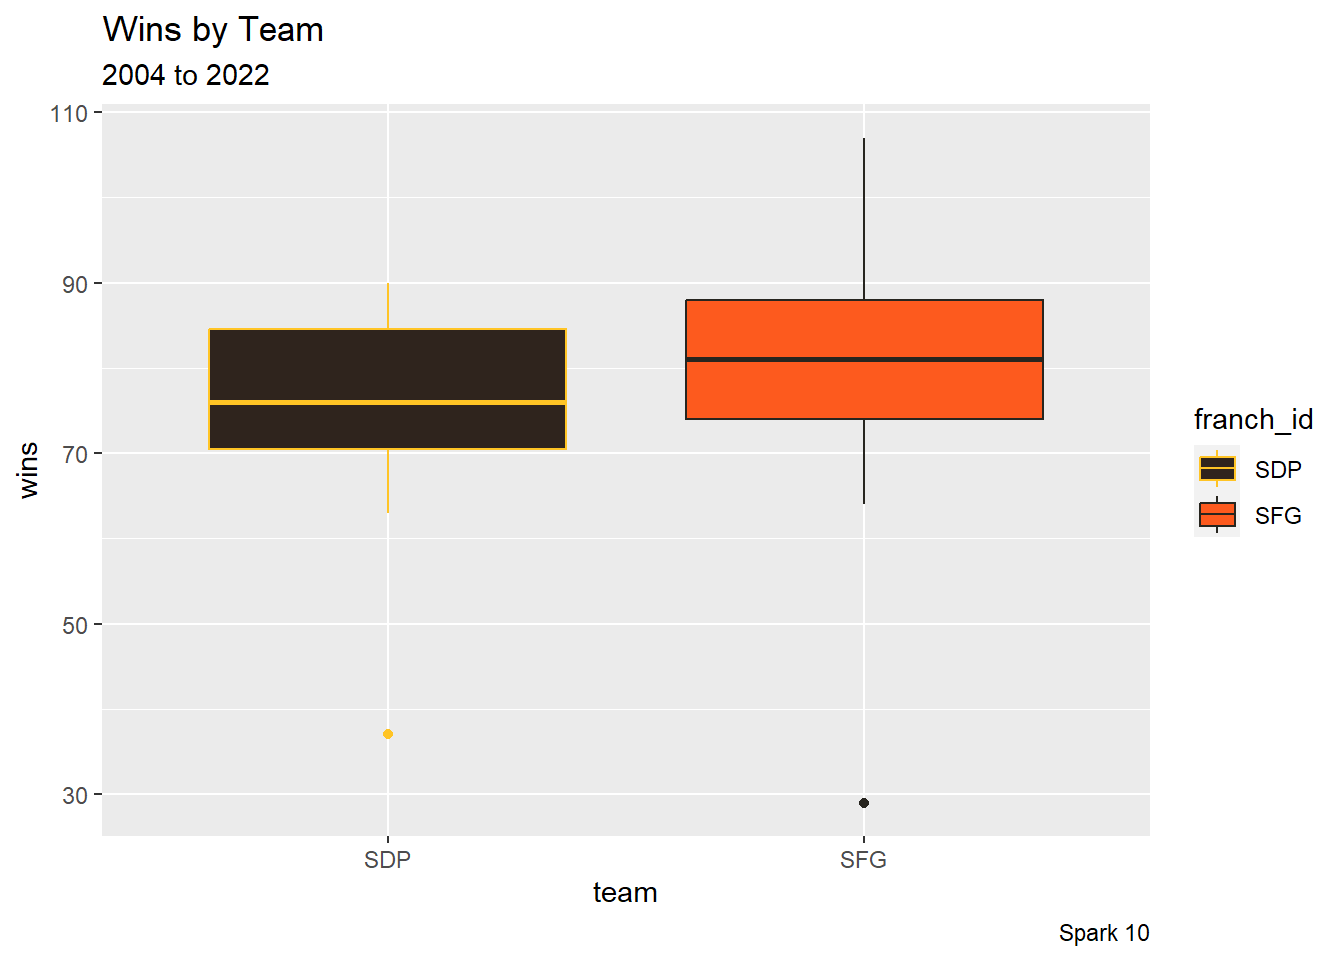 Wins by Team
2004 to 2022
110
90
70
50
30
wins
SDP
SFG
team
franch_id
SDP
SFG
Spark 10